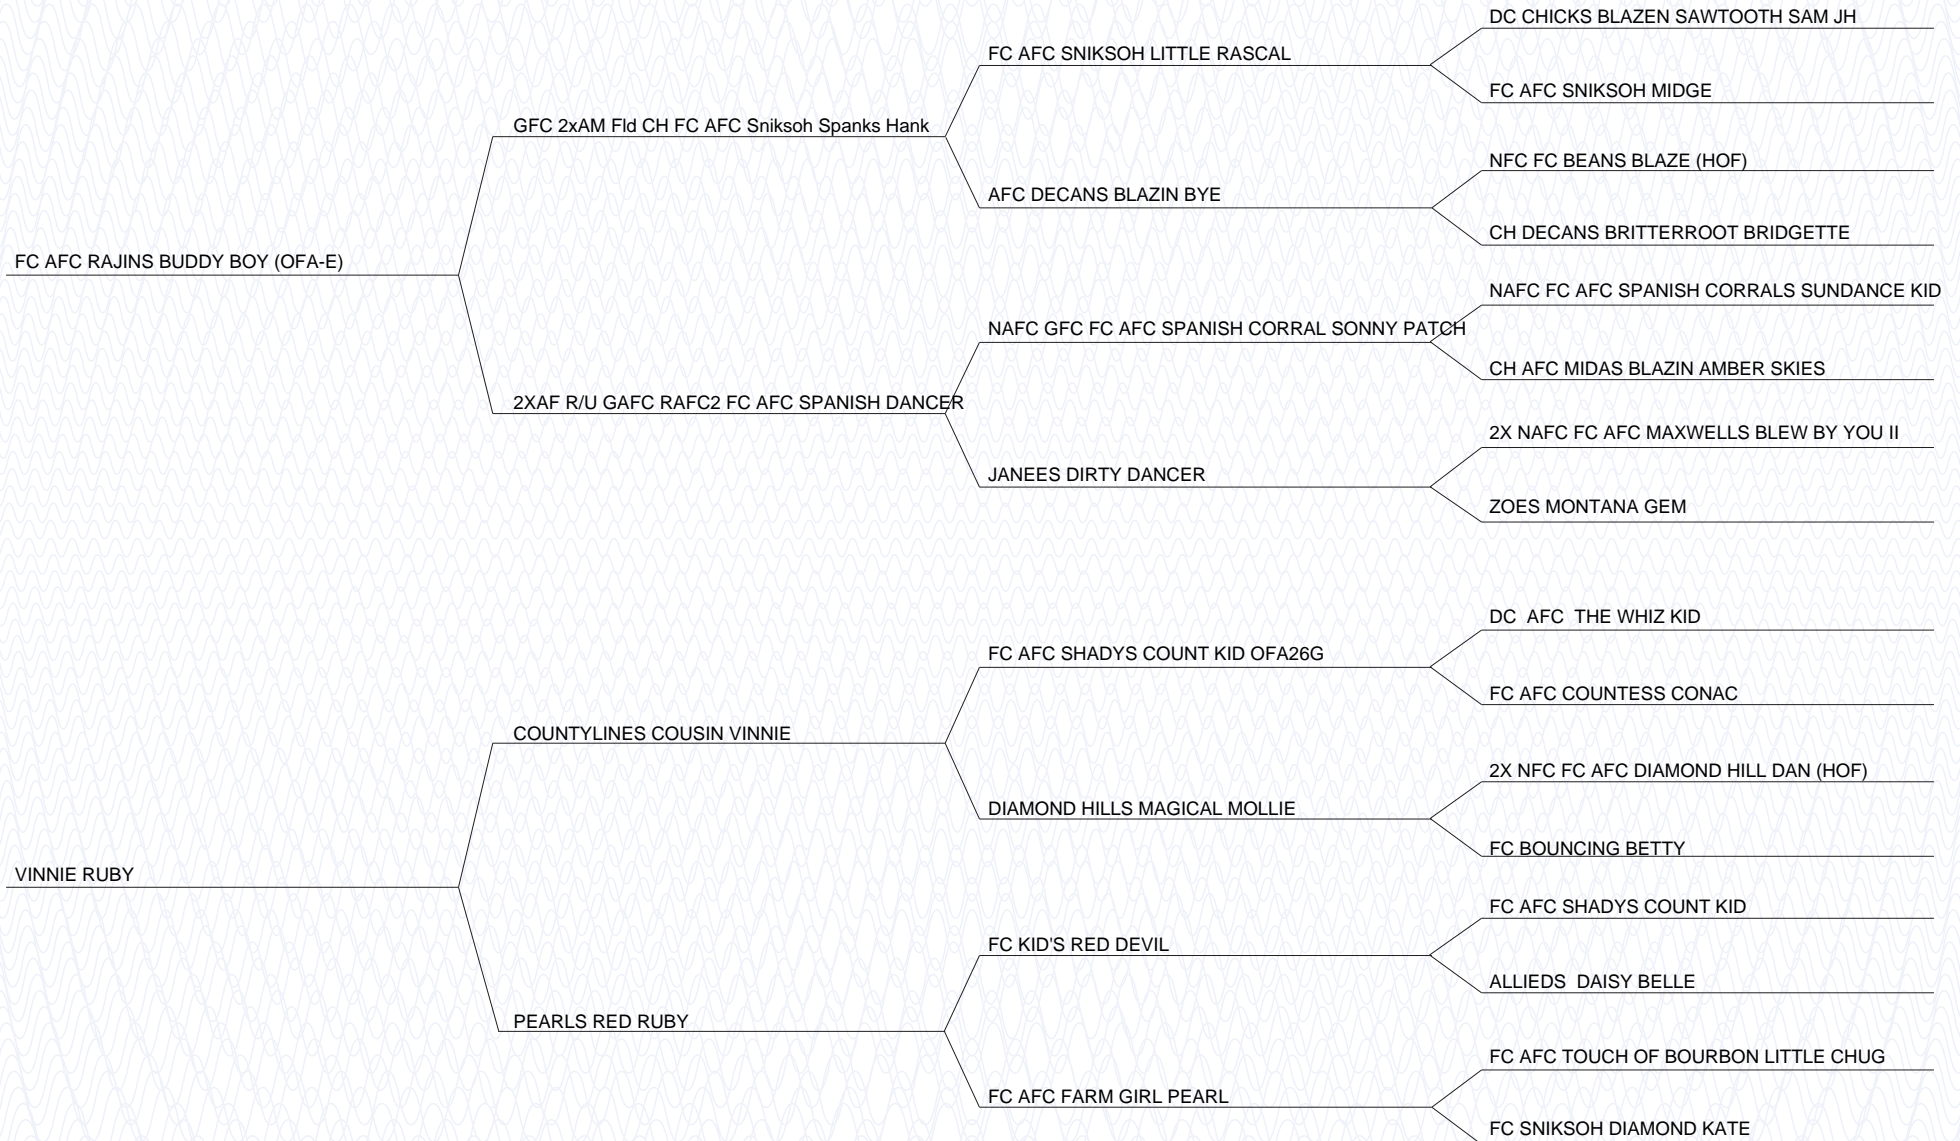 DC CHICKS BLAZEN SAWTOOTH SAM JH
FC AFC SNIKSOH LITTLE RASCAL
FC AFC SNIKSOH MIDGE
GFC 2xAM Fld CH FC AFC Sniksoh Spanks Hank
NFC FC BEANS BLAZE (HOF)
AFC DECANS BLAZIN BYE
CH DECANS BRITTERROOT BRIDGETTE
FC AFC RAJINS BUDDY BOY (OFA-E)
NAFC FC AFC SPANISH CORRALS SUNDANCE KID
NAFC GFC FC AFC SPANISH CORRAL SONNY PATCH
CH AFC MIDAS BLAZIN AMBER SKIES
2XAF R/U GAFC RAFC2 FC AFC SPANISH DANCER
2X NAFC FC AFC MAXWELLS BLEW BY YOU II
JANEES DIRTY DANCER
ZOES MONTANA GEM
DC  AFC  THE WHIZ KID
FC AFC SHADYS COUNT KID OFA26G
FC AFC COUNTESS CONAC
COUNTYLINES COUSIN VINNIE
2X NFC FC AFC DIAMOND HILL DAN (HOF)
DIAMOND HILLS MAGICAL MOLLIE
FC BOUNCING BETTY
VINNIE RUBY
FC AFC SHADYS COUNT KID
FC KID'S RED DEVIL
ALLIEDS  DAISY BELLE
PEARLS RED RUBY
FC AFC TOUCH OF BOURBON LITTLE CHUG
FC AFC FARM GIRL PEARL
FC SNIKSOH DIAMOND KATE